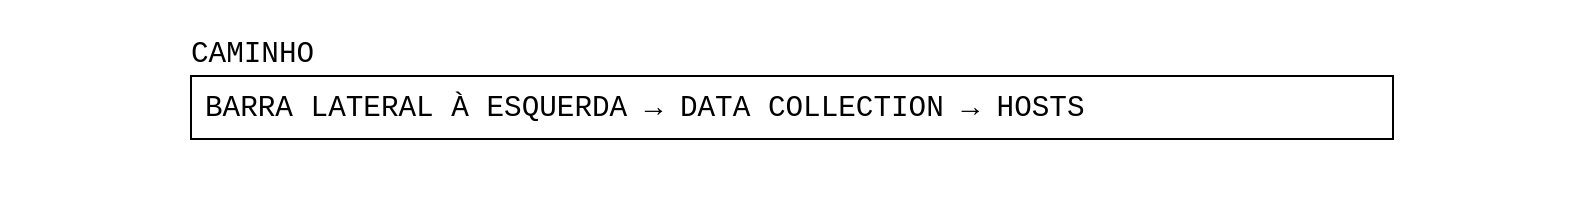 CAMINHO
BARRA LATERAL À ESQUERDA → DATA COLLECTION → HOSTS